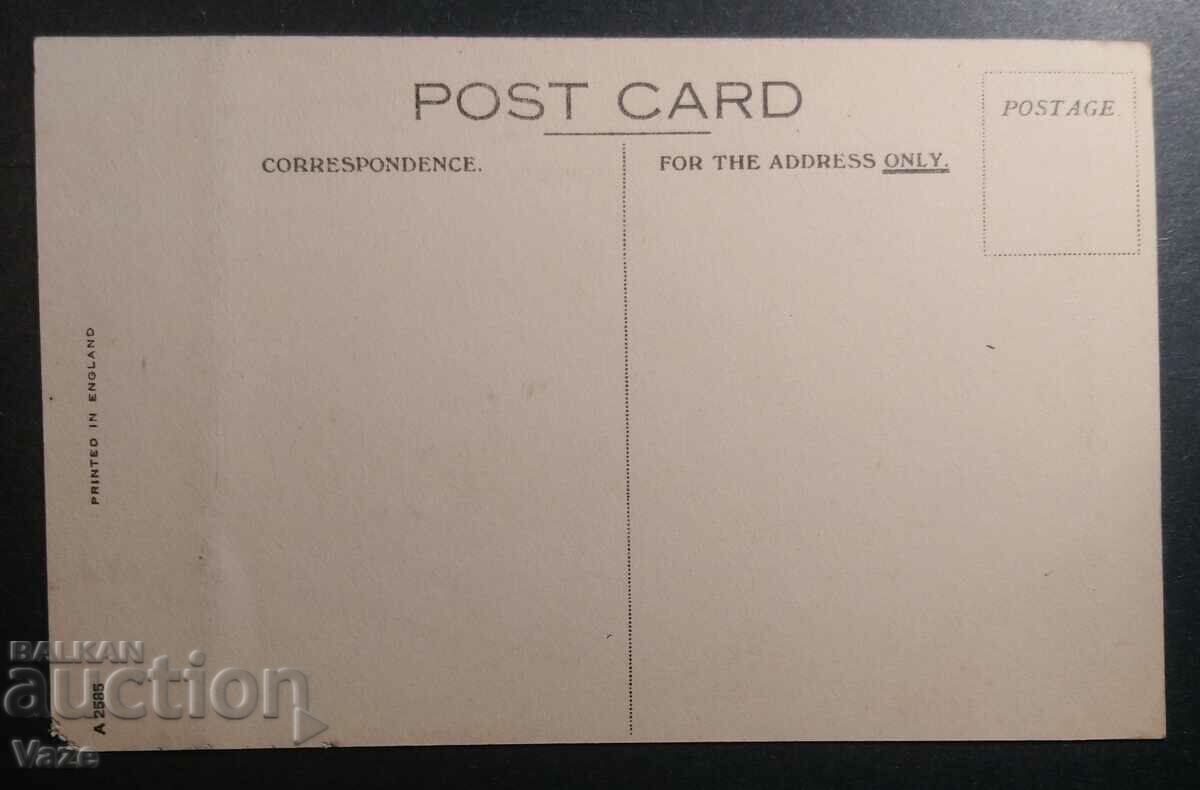 POST CARD
POSTAGE
CORRESPONDENCE.
FOR THE ADDRESS ONLY.
PRINTED IN ENGLAND
A 2585
BALKAN
auction
Vaze